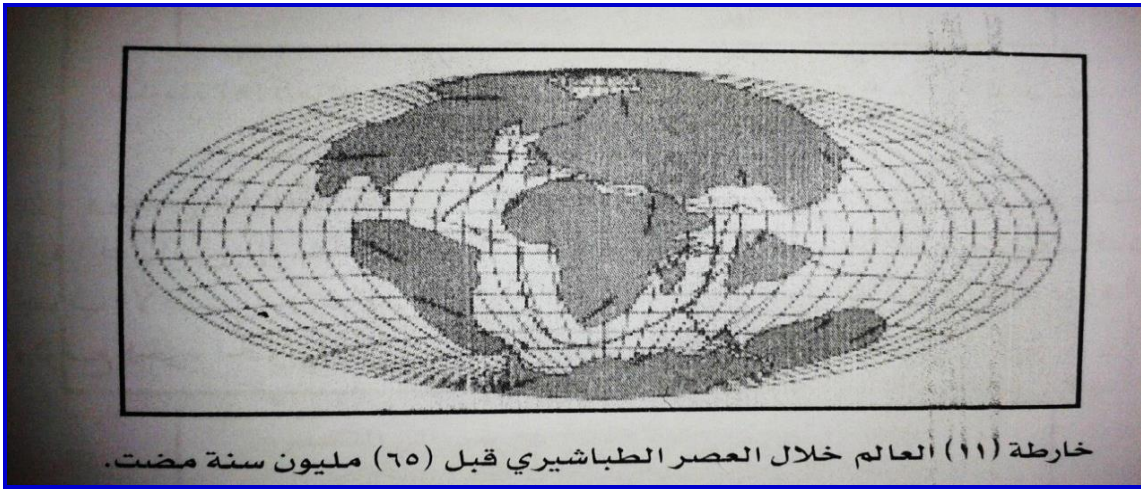 خارطة (١١) العالم خلال العصر الطباشيري قبل (٦٥) مليون سنة مضت.